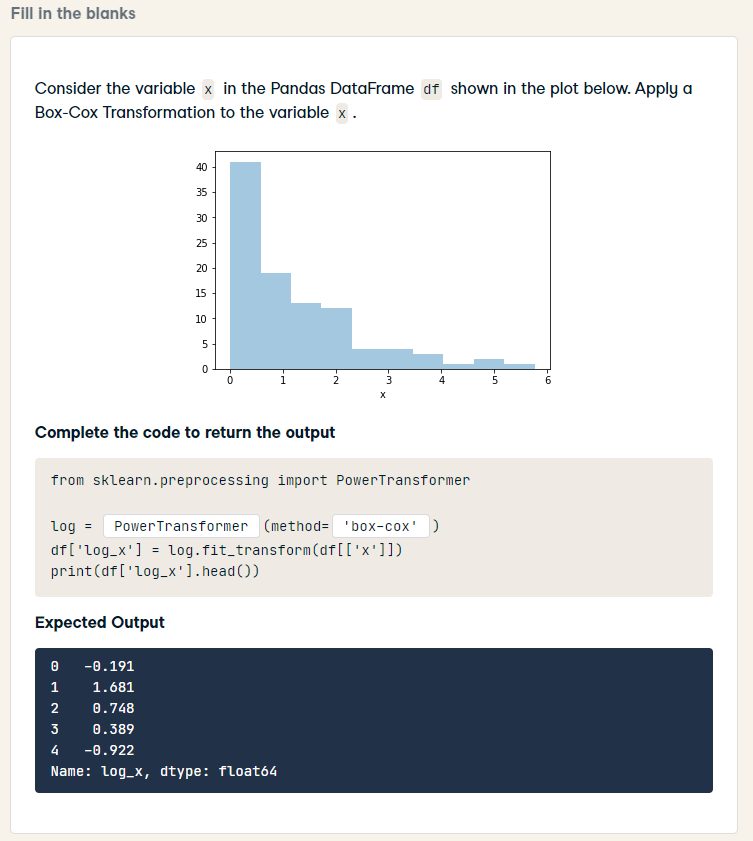 Fill in the blanks
Consider the variable x in the Pandas DataFrame df shown in the plot below. Apply a
Box-Cox Transformation to the variable x .
40
35
30
25
20
15
10
5
0
0 1 2 3 4 5 6
x
Complete the code to return the output
from sklearn.preprocessing import PowerTransformer
log = PowerTransformer (method= 'box-cox' )
df['log_x'] = log.fit_transform(df[['x']])
print(df['log_x'].head())
Expected Output
0 -0.191
1 1.681
2 0.748
3 0.389
4 -0.922
Name: log_x, dtype: float64